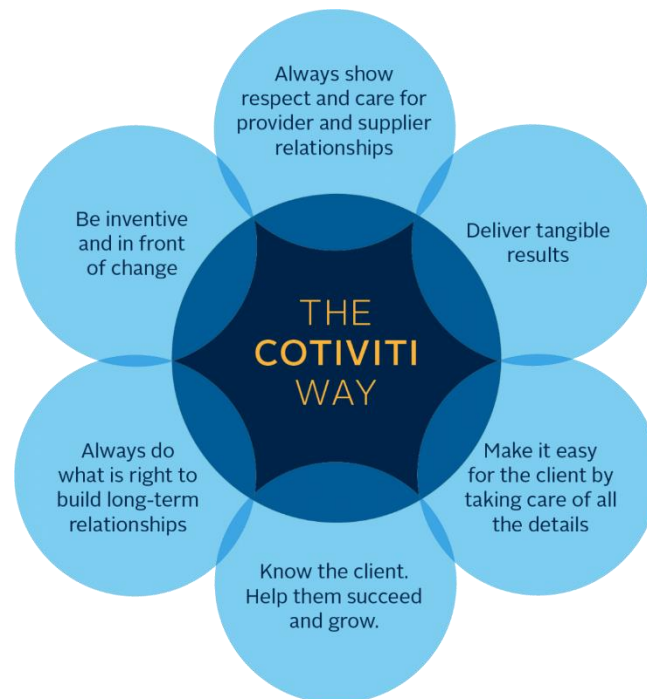 Always show
respect and care for
provider and supplier
relationships
Deliver tangible
results
Make it easy
for the client by
taking care of all
the details
Know the client.
Help them succeed
and grow.
Always do
what is right to
build long-term
relationships
Be inventive
and in front
of change
THE
COTIVITI
WAY